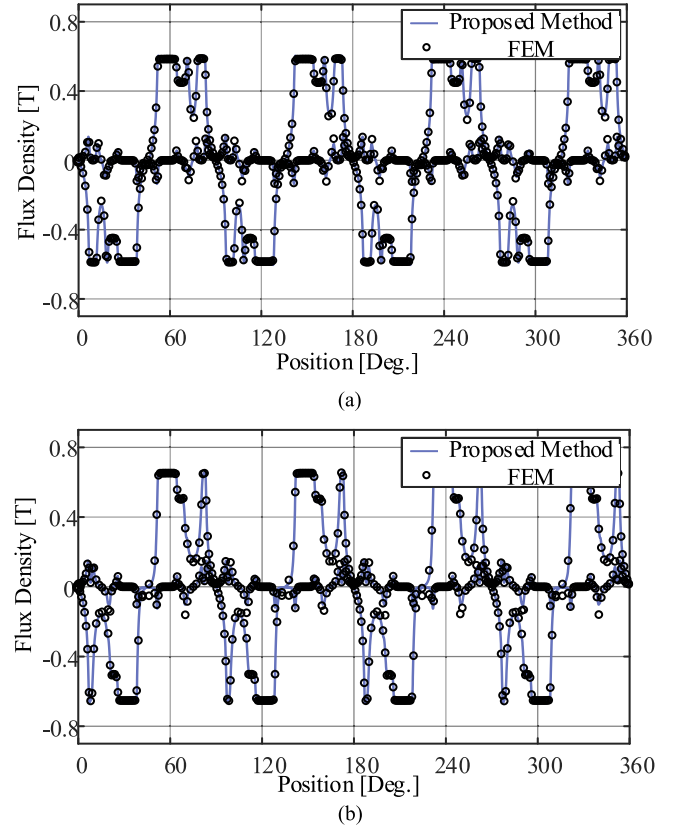 0.8
0.4
0
-0.4
-0.8
Flux Density [T]
Proposed Method
FEM
0 60 120 180 240 300 360
Position [Deg.]
(a)
0.8
0.4
0
-0.4
-0.8
Flux Density [T]
Proposed Method
FEM
0 60 120 180 240 300 360
Position [Deg.]
(b)